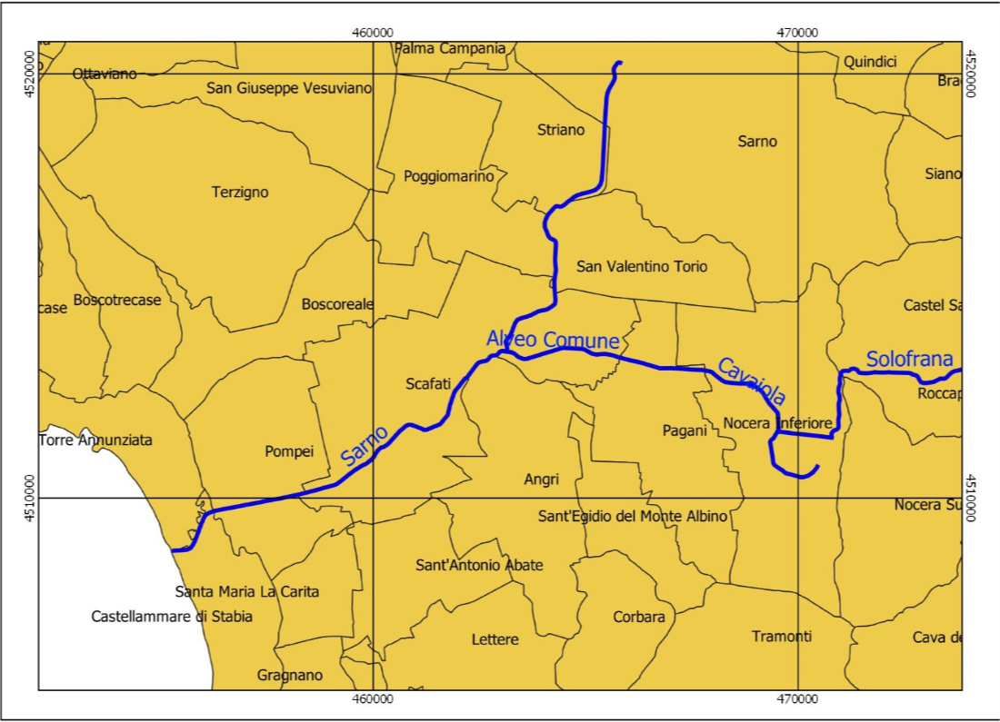 460000
470000
Palma Campania
Quindici
4520000
4520000
Ottaviano
San Giuseppe Vesuviano
Bra
Striano
Sarno
Siano
Poggiomarino
Terzigno
San Valentino Torio
case
Boscotrecase
Boscoreale
Castel Sa
Alveo Comune
Solofrana
Cavaiola
Scafati
Roccap
Nocera Inferiore
Pagani
Torre Annunziata
Sarno
Pompei
Angri
4510000
4510000
Nocera Su
Sant'Egidio del Monte Albino
Sant'Antonio Abate
Santa Maria La Carita
Castellammare di Stabia
Corbara
Lettere
Tramonti
Cava de
Gragnano
460000
470000